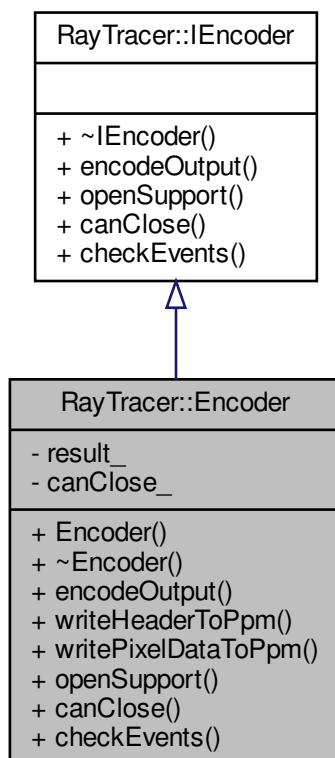 RayTracer::IEncoder
+ ~IEncoder()
+ encodeOutput()
+ openSupport()
+ canClose()
+ checkEvents()
RayTracer::Encoder
- result_
- canClose_
+ Encoder()
+ ~Encoder()
+ encodeOutput()
+ writeHeaderToPpm()
+ writePixelDataToPpm()
+ openSupport()
+ canClose()
+ checkEvents()